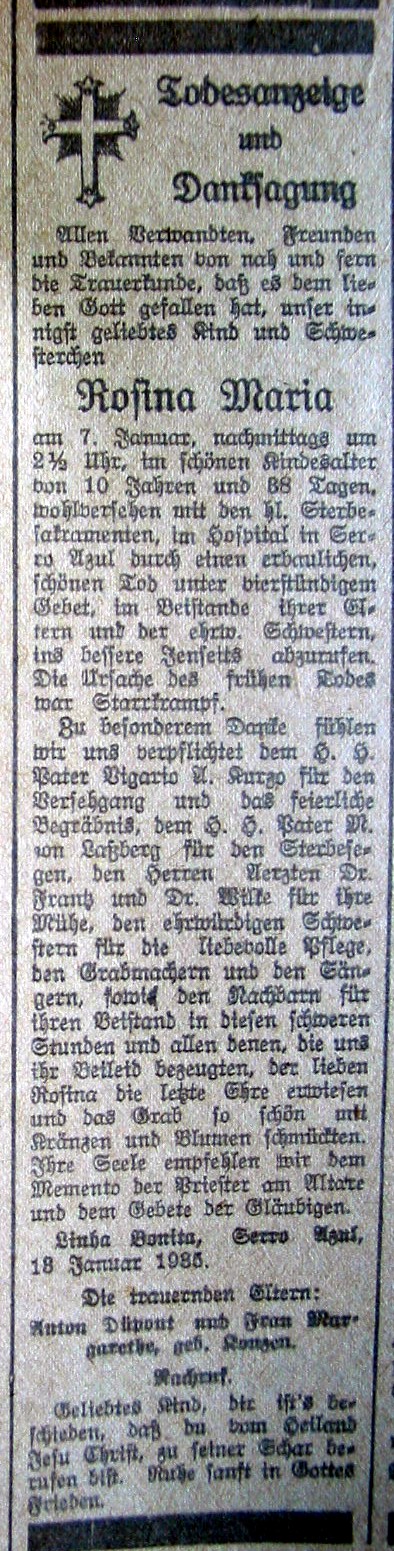 Todesanzeige
und
Danksagung
Allen Verwandten, Freunden
und Bekannten von nah und fern
die Trauerkunde, daß es dem lie-
ben Gott gefallen hat, unser in-
nigst geliebtes Kind und Schwe-
sterchen
Rosina Maria
am 7. Januar, nachmittags um
2½ Uhr, im schönen Kindesalter
von 10 Jahren und 38 Tagen,
wohlversehen mit den hl. Sterbe-
sakramenten, im Hospital in Ser-
ro Azul durch einen erbaulichen,
schönen Tod unter vierstündigem
Gebet, im Beistande ihrer El-
tern und der ehrw. Schwestern,
ins bessere Jenseits abzurufen.
Die Ursache des frühen Todes
war Starrkrampf.
Zu besonderem Danke fühlen
wir uns verpflichtet dem H. H.
Pater Vigario A. Kurzo für den
Versehgang und das feierliche
Begräbnis, dem H. H. Pater M.
von Laßberg für den Sterbese-
gen, den Herren Aerzten Dr.
Frantz und Dr. Wilke für ihre
Mühe, den ehrwürdigen Schwe-
stern für die liebevolle Pflege,
den Grabmachern und den Sän-
gern, sowie den Nachbarn für
ihren Beistand in diesen schweren
Stunden und allen denen, die uns
ihr Beileid bezeugten, der lieben
Rosina die letzte Ehre erwiesen
und das Grab so schön mit
Kränzen und Blumen schmückten.
Ihre Seele empfehlen wir dem
Memento der Priester am Altare
und dem Gebete der Gläubigen.
Linha Bonita, Serro Azul,
18 Januar 1935.
Die trauernden Eltern:
Anton Düpont und Frau Mar-
garethe, geb. Konzen.
Nachruf.
Geliebtes Kind, dir ist's be-
schieden, daß du vom Heiland
Jesu Christ, zu seiner Schar be-
rufen bist. Ruhe sanft in Gottes
Frieden.